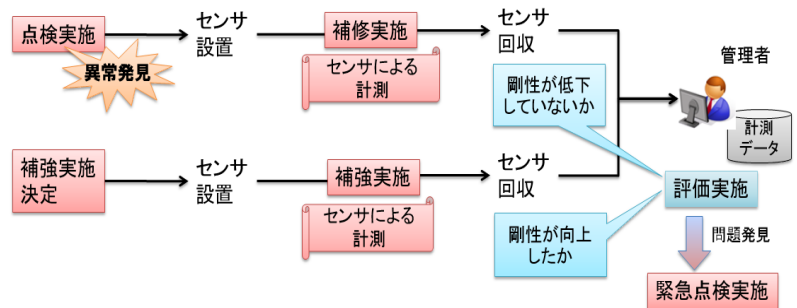 点検実施
異常発見
センサ
設置
補修実施
センサによる
計測
センサ
回収
剛性が低下
していないか
管理者
計測
データ
補強実施
決定
センサ
設置
補強実施
センサによる
計測
センサ
回収
剛性が向上
したか
評価実施
問題発見
緊急点検実施